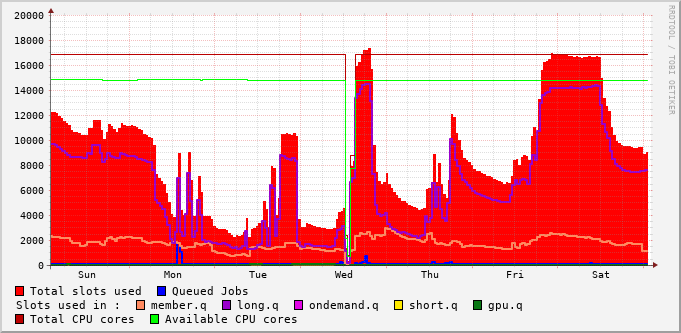 RRDTOOL / TOBI OETIKER
20000
18000
16000
14000
12000
10000
8000
6000
4000
2000
0
Sun Mon Tue Wed Thu Fri Sat
Total slots used Queued Jobs
Slots used in : member.q long.q ondemand.q short.q gpu.q
Total CPU cores Available CPU cores